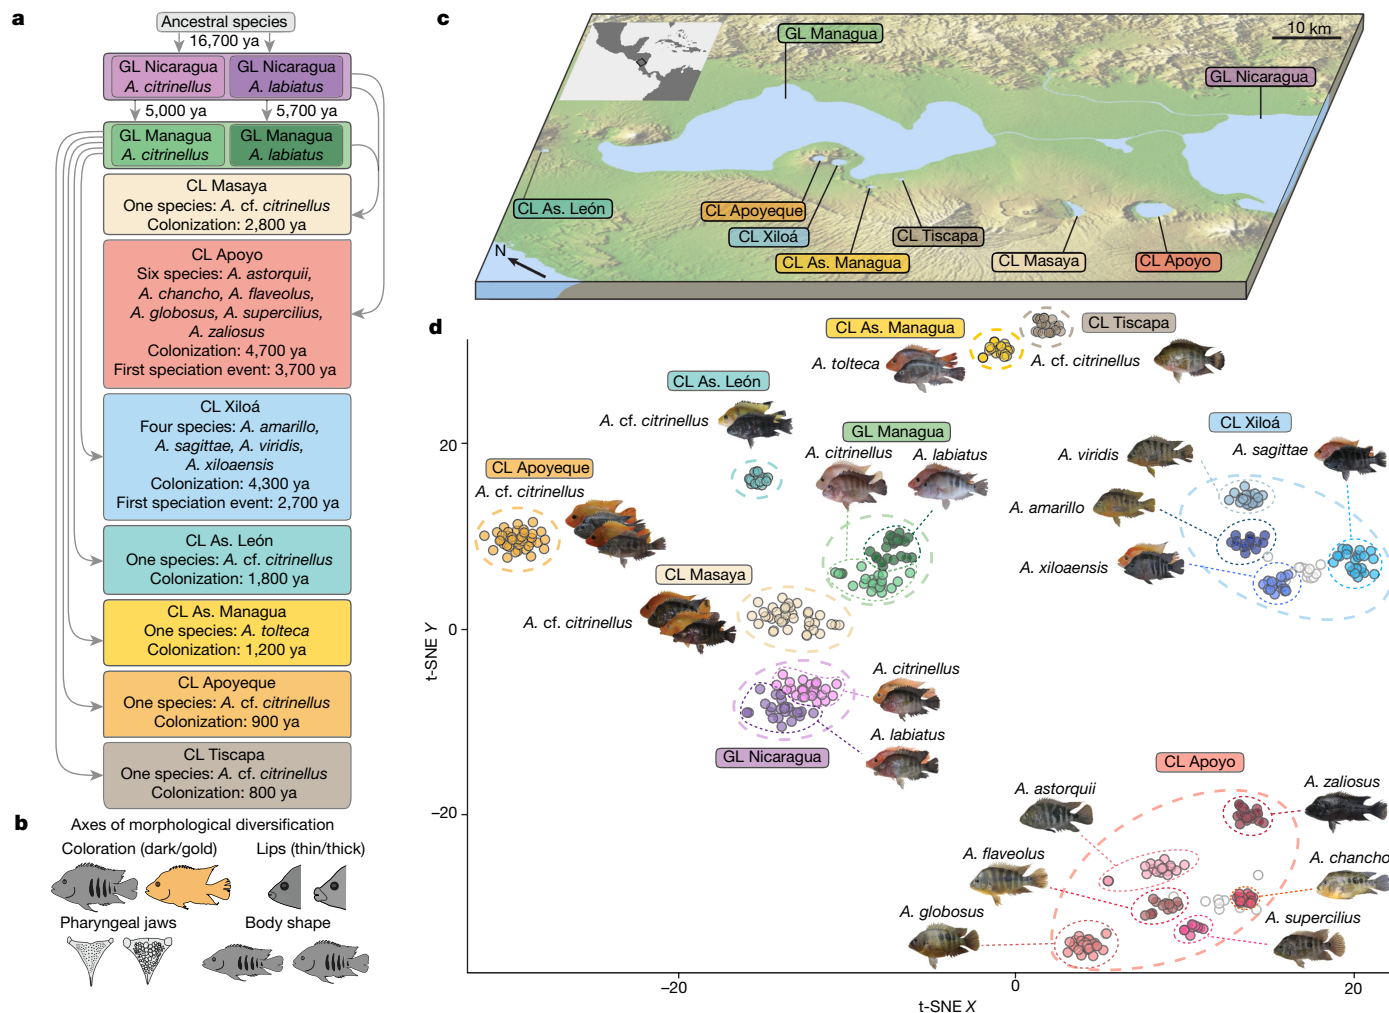 a
Ancestral species
16,700 ya
GL Nicaragua
A. citrinellus
GL Nicaragua
A. labiatus
5,000 ya
5,700 ya
GL Managua
A. citrinellus
GL Managua
A. labiatus
CL Masaya
One species: A. cf. citrinellus
Colonization: 2,800 ya
CL Apoyo
Six species: A. astorquii,
A. chancho, A. flaveolus,
A. globosus, A. supercilius,
A. zaliosus
Colonization: 4,700 ya
First speciation event: 3,700 ya
CL Xiloá
Four species: A. amarillo,
A. sagittae, A. viridis,
A. xiloaensis
Colonization: 4,300 ya
First speciation event: 2,700 ya
CL As. León
One species: A. cf. citrinellus
Colonization: 1,800 ya
CL As. Managua
One species: A. tolteca
Colonization: 1,200 ya
CL Apoyeque
One species: A. cf. citrinellus
Colonization: 900 ya
CL Tiscapa
One species: A. cf. citrinellus
Colonization: 800 ya
b
Axes of morphological diversification
Coloration (dark/gold)
Lips (thin/thick)
Pharyngeal jaws
Body shape
c
GL Managua
10 km
GL Nicaragua
CL As. León
CL Apoyeque
CL Xiloá
CL Tiscapa
CL As. Managua
CL Masaya
CL Apoyo
N
d
CL As. Managua
CL Tiscapa
A. tolteca
A. cf. citrinellus
CL As. León
A. cf. citrinellus
GL Managua
A. citrinellus
A. labiatus
CL Xiloá
A. viridis
A. sagittae
A. amarillo
A. xiloaensis
CL Apoyeque
A. cf. citrinellus
CL Masaya
A. cf. citrinellus
A. citrinellus
A. labiatus
GL Nicaragua
CL Apoyo
A. astorquii
A. zaliosus
A. flaveolus
A. chancho
A. globosus
A. supercilius
20
0
−20
t-SNE Y
−20
0
20
t-SNE X